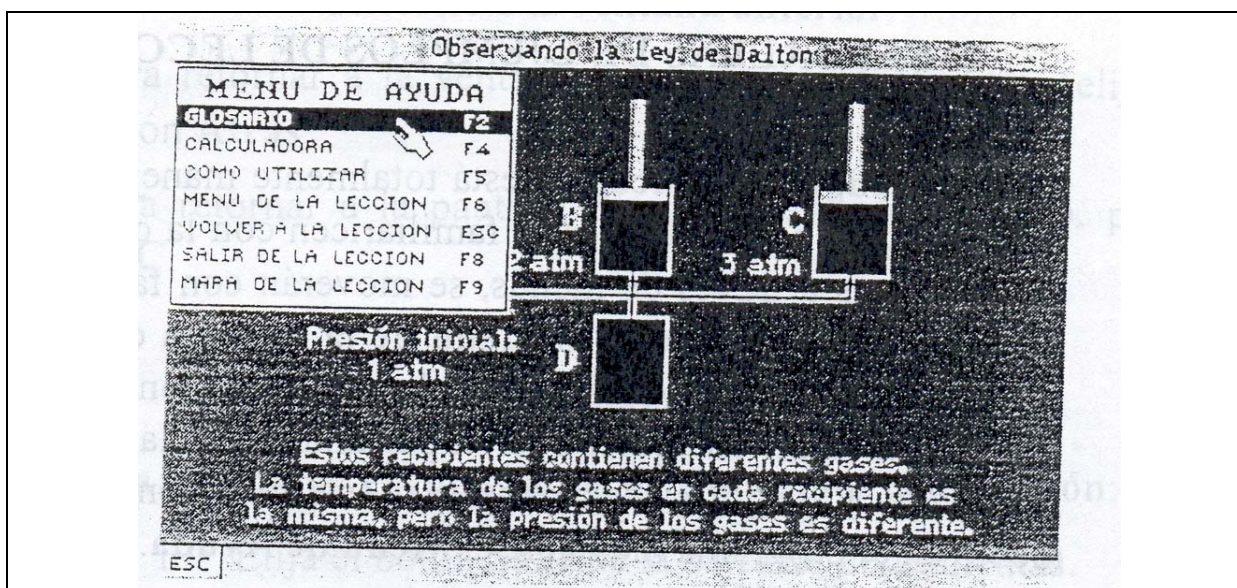 Observando la Ley de Dalton
MENU DE AYUDA
GLOSARIO F2
CALCULADORA F4
COMO UTILIZAR F5
MENU DE LA LECCION F6
VOLVER A LA LECCION ESC
SALIR DE LA LECCION F8
MAPA DE LA LECCION F9
B
2 atm
C
3 atm
Presión inicial:
1 atm
D
Estos recipientes contienen diferentes gases.
La temperatura de los gases en cada recipiente es
la misma, pero la presión de los gases es diferente.
ESC